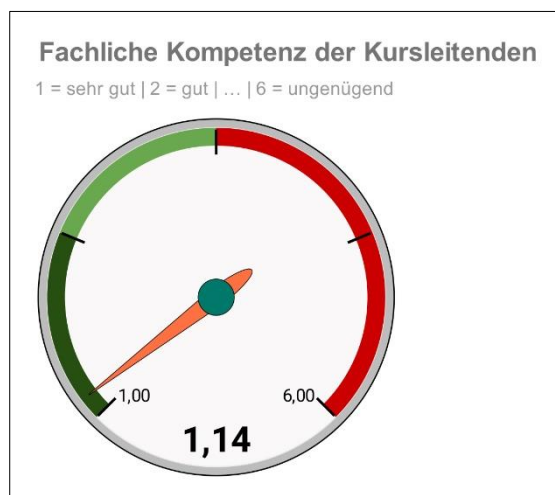 Fachliche Kompetenz der Kursleitenden
1 = sehr gut | 2 = gut | … | 6 = ungenügend
1,00
6,00
1,14